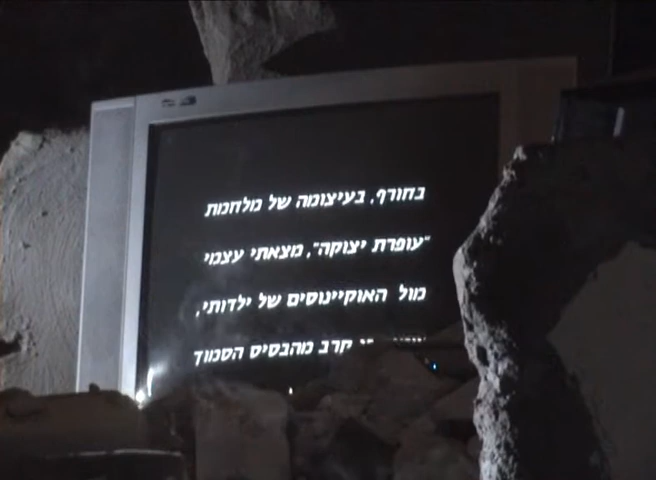 בחורף, בעיצומה של מלחמת
"עופרת יצוקה", מצאתי עצמי
מול האוקיינוסים של ילדותי,
קרב מהבסיס הסמוך